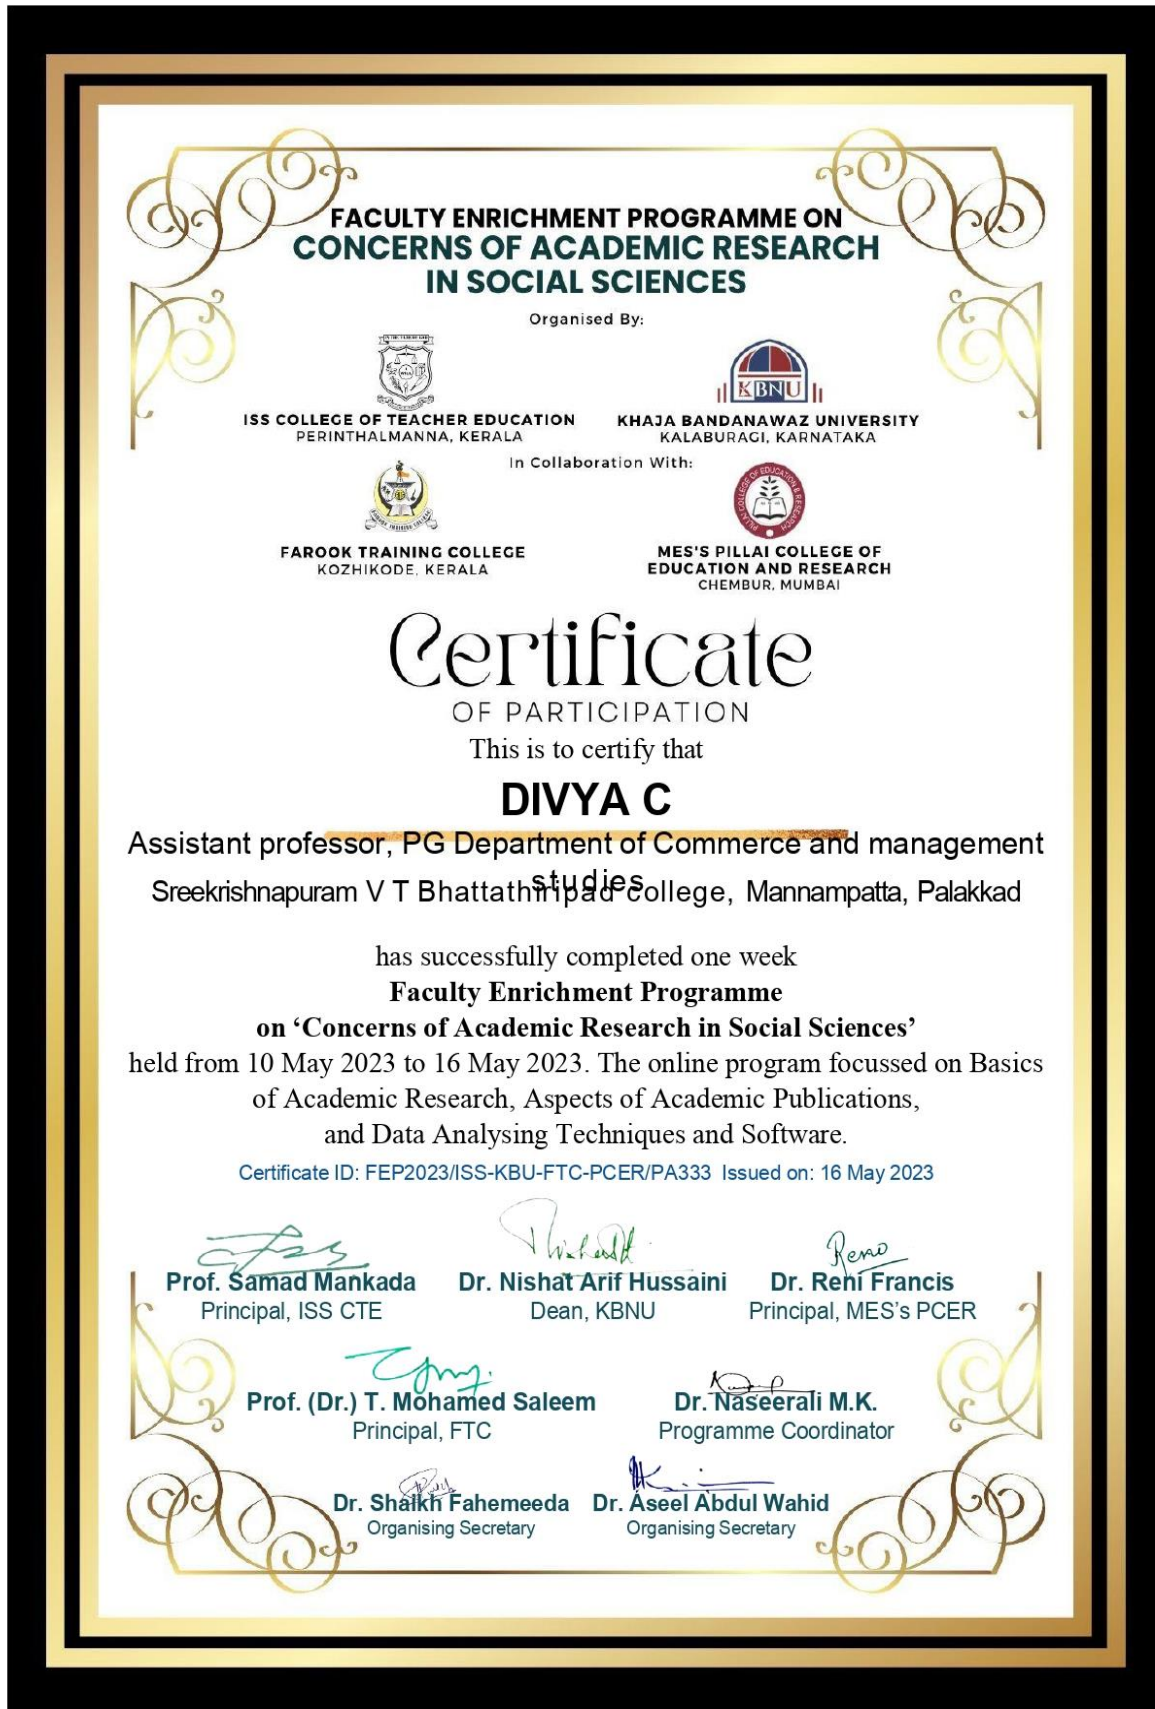 FACULTY ENRICHMENT PROGRAMME ON
CONCERNS OF ACADEMIC RESEARCH
IN SOCIAL SCIENCES
Organised By:
KBNU
ISS COLLEGE OF TEACHER EDUCATION
PERINTHALMANNA, KERALA
KHAJA BANDANAWAZ UNIVERSITY
KALABURAGI, KARNATAKA
In Collaboration With:
PILLAI COLLEGE OF EDUCATION & RESEARCH
FAROOK TRAINING COLLEGE
KOZHIKODE, KERALA
MES'S PILLAI COLLEGE OF
EDUCATION AND RESEARCH
CHEMBUR, MUMBAI
Certificate
OF PARTICIPATION
This is to certify that
DIVYA C
Assistant professor, PG Department of Commerce and management
studies
Sreekrishnapuram V T Bhattathiripad college, Mannampatta, Palakkad
has successfully completed one week
Faculty Enrichment Programme
on ‘Concerns of Academic Research in Social Sciences’
held from 10 May 2023 to 16 May 2023. The online program focussed on Basics
of Academic Research, Aspects of Academic Publications,
and Data Analysing Techniques and Software.
Certificate ID: FEP2023/ISS-KBU-FTC-PCER/PA333 Issued on: 16 May 2023
Prof. Samad Mankada
Principal, ISS CTE
Dr. Nishat Arif Hussaini
Dean, KBNU
Reno
Dr. Reni Francis
Principal, MES’s PCER
Prof. (Dr.) T. Mohamed Saleem
Principal, FTC
Dr. Naseerali M.K.
Programme Coordinator
Dr. Shaikh Fahemeeda
Organising Secretary
Dr. Aseel Abdul Wahid
Organising Secretary